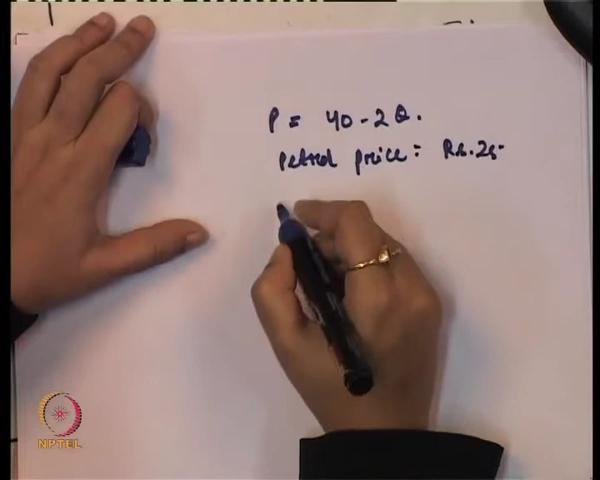 P = 40 - 2Q.
Petrol price = Rs. 25
NPTEL